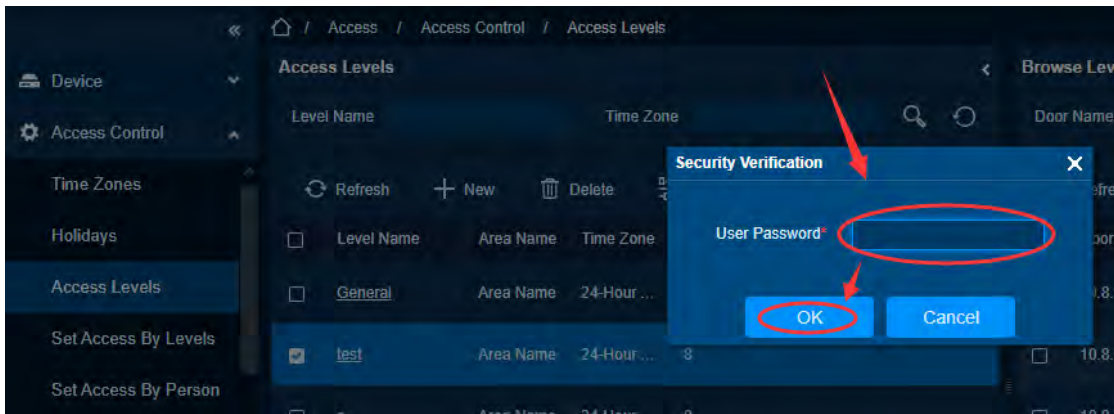 « / Access / Access Control / Access Levels
Device
Access Control
Time Zones
Holidays
Access Levels
Set Access By Levels
Set Access By Person
Access Levels
Level Name Time Zone
Refresh New Delete
Level Name Area Name Time Zone
General Area Name 24-Hour ...
test Area Name 24-Hour ... 8
Browse Lev
Door Name
Security Verification
User Password*
OK Cancel
10.8.